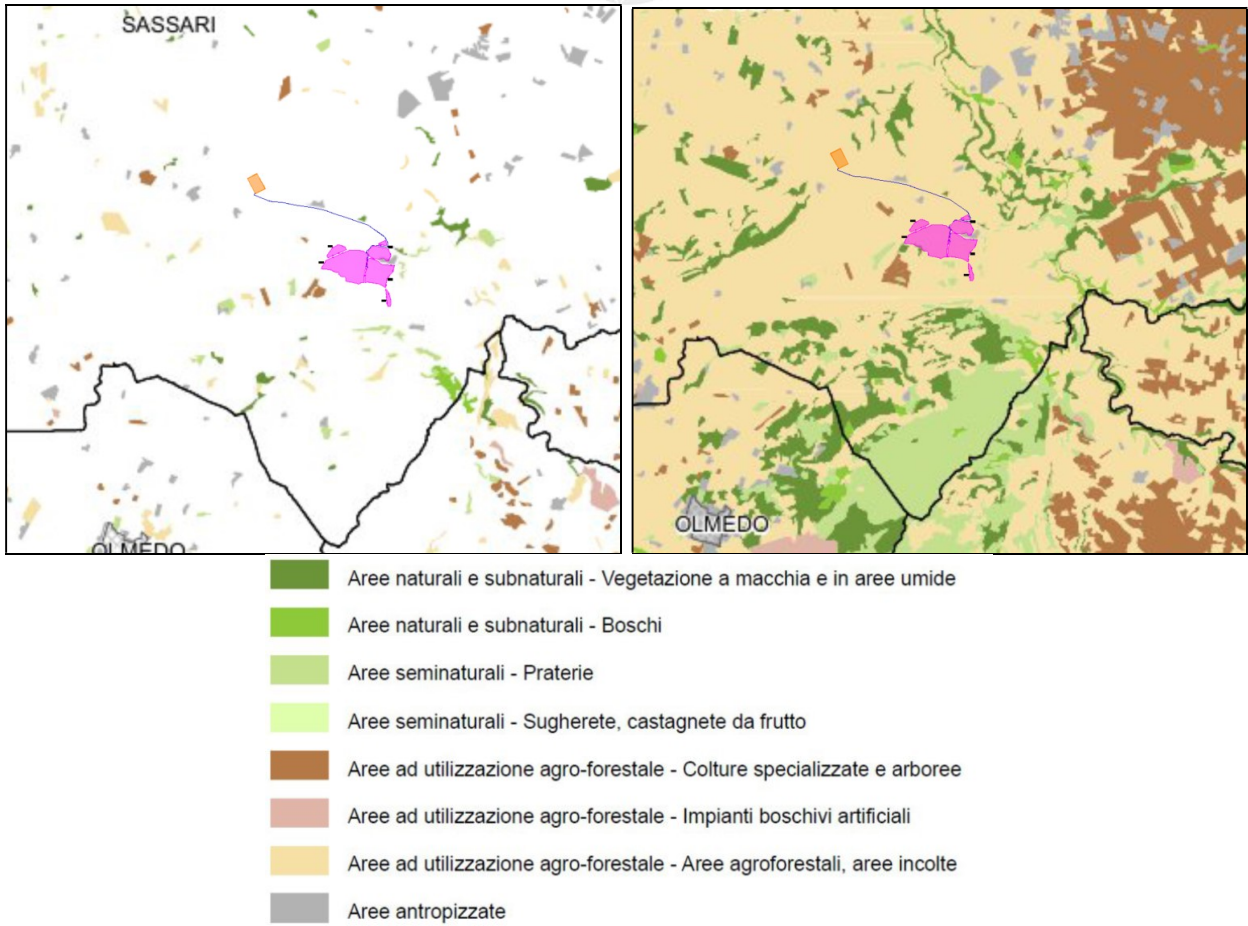 SASSARI
OLMEDO
OLMEDO
Aree naturali e subnaturali - Vegetazione a macchia e in aree umide
Aree naturali e subnaturali - Boschi
Aree seminaturali - Praterie
Aree seminaturali - Sugherete, castagnete da frutto
Aree ad utilizzazione agro-forestale - Colture specializzate e arboree
Aree ad utilizzazione agro-forestale - Impianti boschivi artificiali
Aree ad utilizzazione agro-forestale - Aree agroforestali, aree incolte
Aree antropizzate